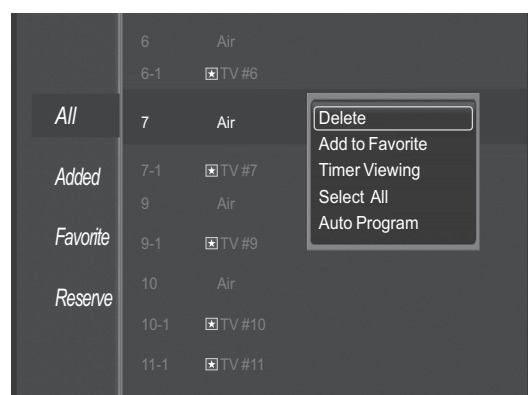 All
Added
Favorite
Reserve
6 Air
6-1 TV #6
7 Air
7-1 TV #7
9 Air
9-1 TV #9
10 Air
10-1 TV #10
11-1 TV #11
Delete
Add to Favorite
Timer Viewing
Select All
Auto Program